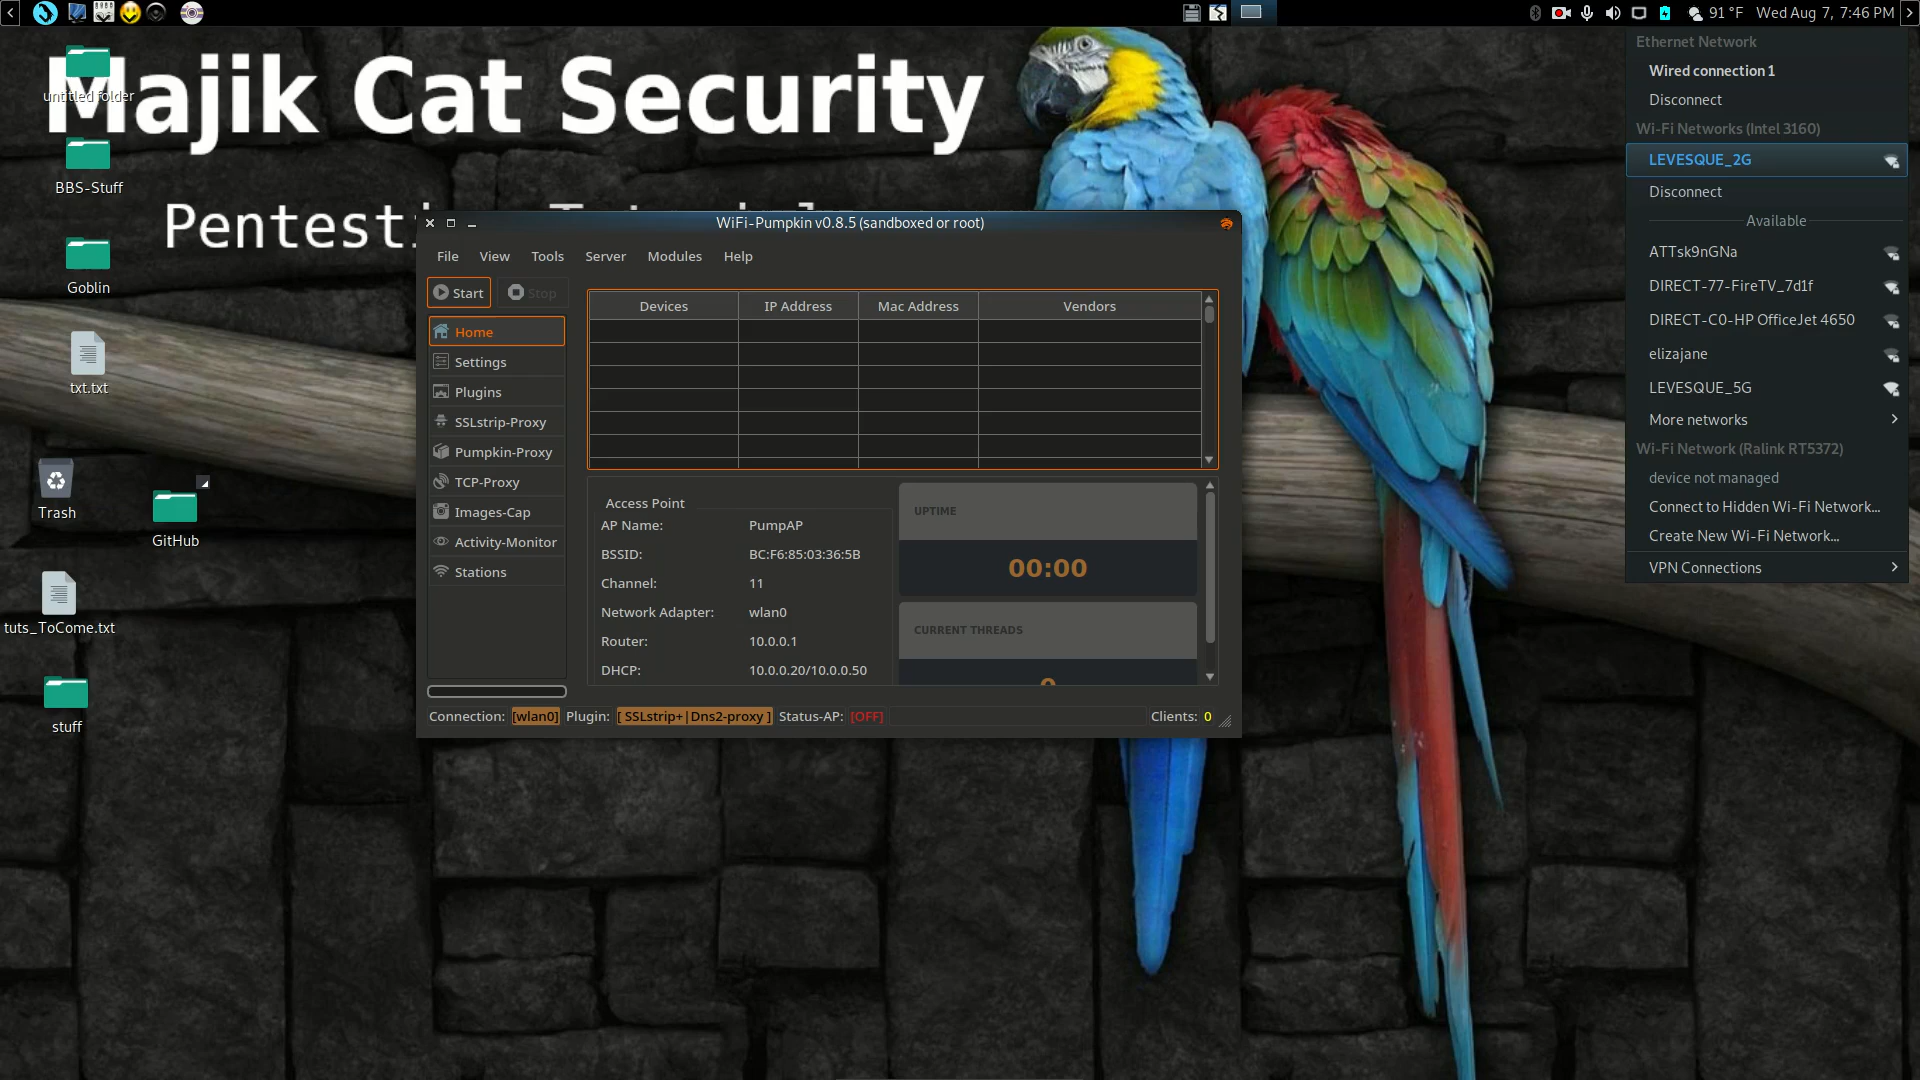 91 °F Wed Aug 7, 7:46 PM
Majik Cat Security
untitled folder
BBS-Stuff
Goblin
txt.txt
Trash
GitHub
tuts_ToCome.txt
stuff
WiFi-Pumpkin v0.8.5 (sandboxed or root)
File View Tools Server Modules Help
Start Stop
Home
Settings
Plugins
SSLstrip-Proxy
Pumpkin-Proxy
TCP-Proxy
Images-Cap
Activity-Monitor
Stations
Devices IP Address Mac Address Vendors
Access Point
AP Name: PumpAP
BSSID: BC:F6:85:03:36:5B
Channel: 11
Network Adapter: wlan0
Router: 10.0.0.1
DHCP: 10.0.0.20/10.0.0.50
UPTIME
00:00
CURRENT THREADS
Connection: [wlan0] Plugin: [ SSLstrip+|Dns2-proxy ] Status-AP: [OFF] Clients: 0
Ethernet Network
Wired connection 1
Disconnect
Wi-Fi Networks (Intel 3160)
LEVESQUE_2G
Disconnect
Available
ATTsk9nGNa
DIRECT-77-FireTV_7d1f
DIRECT-C0-HP OfficeJet 4650
elizajane
LEVESQUE_5G
More networks
Wi-Fi Network (Ralink RT5372)
device not managed
Connect to Hidden Wi-Fi Network...
Create New Wi-Fi Network...
VPN Connections